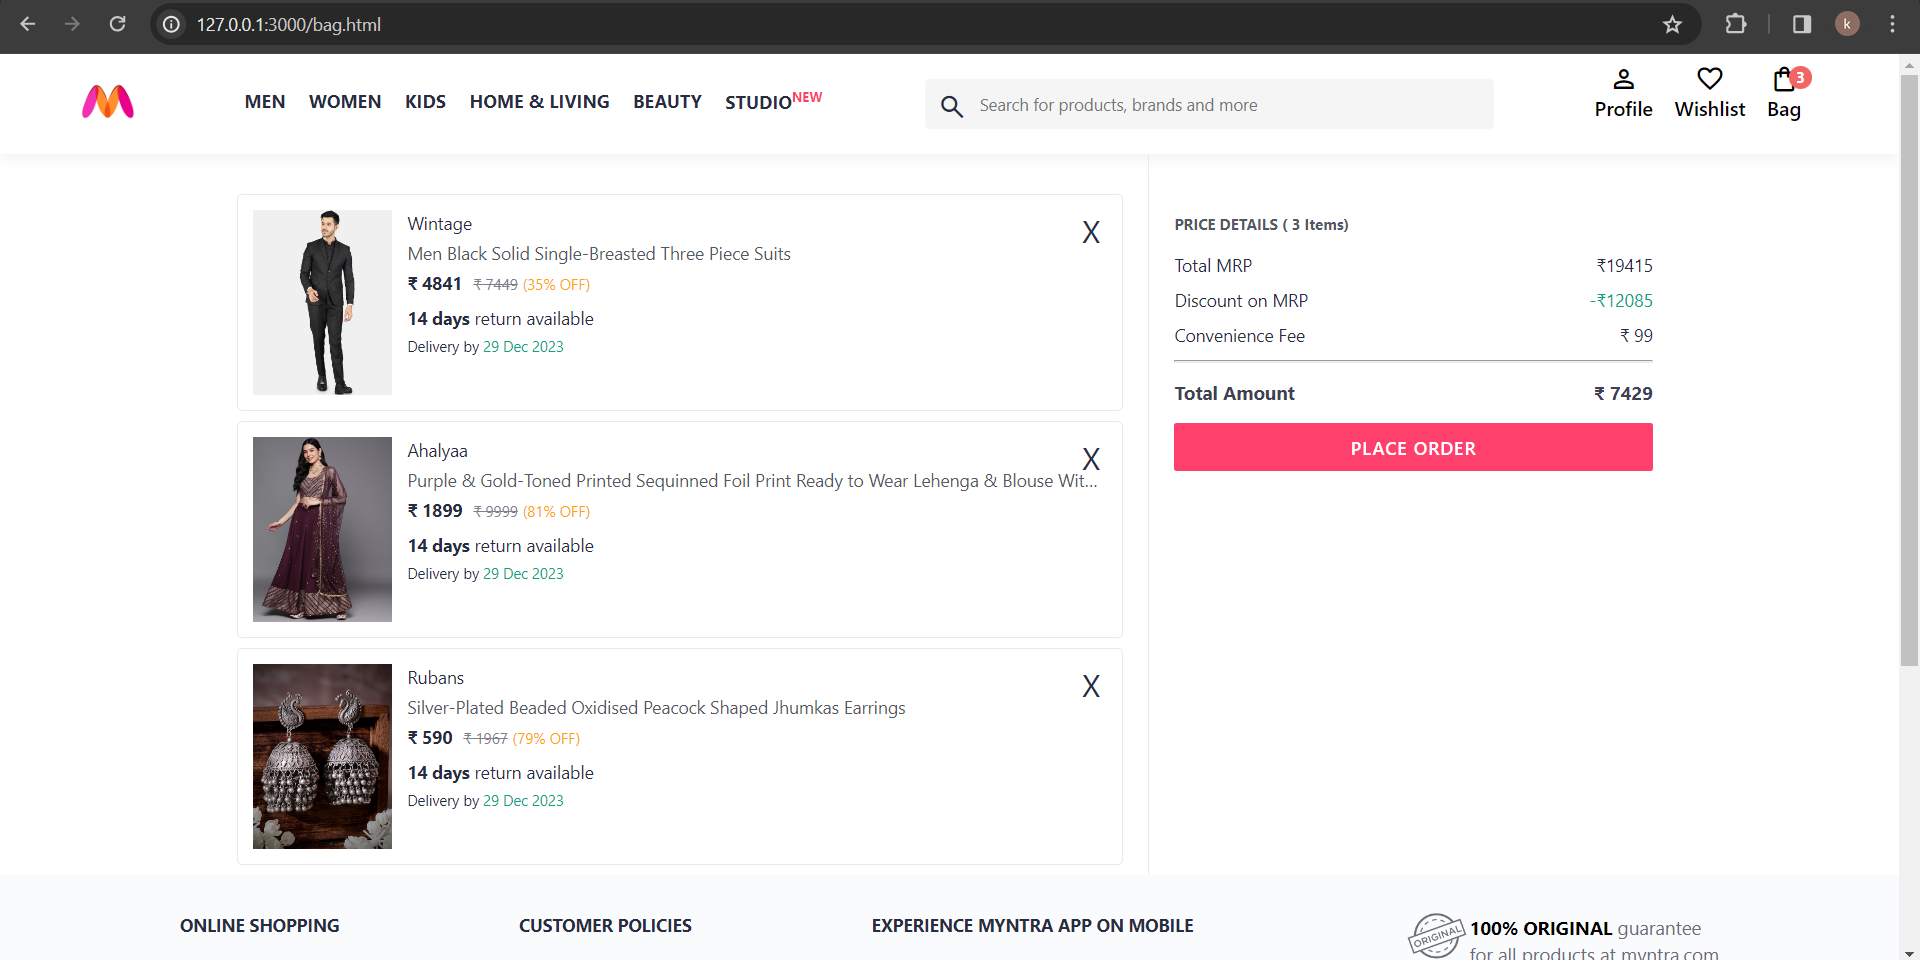 127.0.0.1:3000/bag.html
k
MEN WOMEN KIDS HOME & LIVING BEAUTY STUDIO NEW
Search for products, brands and more
3
Profile Wishlist Bag
Wintage
X
Men Black Solid Single-Breasted Three Piece Suits
₹ 4841 ₹ 7449 (35% OFF)
14 days return available
Delivery by 29 Dec 2023
Ahalyaa
X
Purple & Gold-Toned Printed Sequinned Foil Print Ready to Wear Lehenga & Blouse Wit...
₹ 1899 ₹ 9999 (81% OFF)
14 days return available
Delivery by 29 Dec 2023
Rubans
X
Silver-Plated Beaded Oxidised Peacock Shaped Jhumkas Earrings
₹ 590 ₹ 1967 (79% OFF)
14 days return available
Delivery by 29 Dec 2023
PRICE DETAILS ( 3 Items)
Total MRP ₹19415
Discount on MRP -₹12085
Convenience Fee ₹ 99
Total Amount ₹ 7429
PLACE ORDER
ONLINE SHOPPING
CUSTOMER POLICIES
EXPERIENCE MYNTRA APP ON MOBILE
ORIGINAL
100% ORIGINAL guarantee
for all products at myntra.com